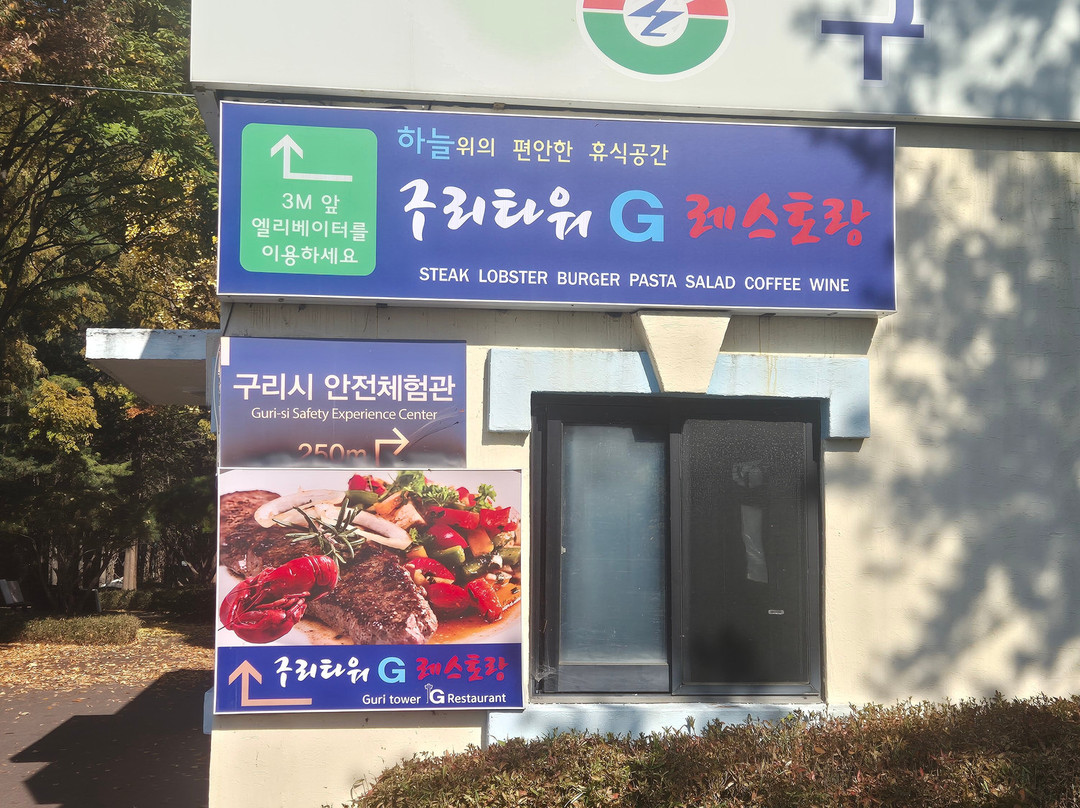 구
하늘위의 편안한 휴식공간
3M 앞
엘리베이터를
이용하세요
구리타워 G 레스토랑
STEAK LOBSTER BURGER PASTA SALAD COFFEE WINE
구리시 안전체험관
Guri-si Safety Experience Center
250m
구리타워 G 레스토랑
Guri tower G Restaurant